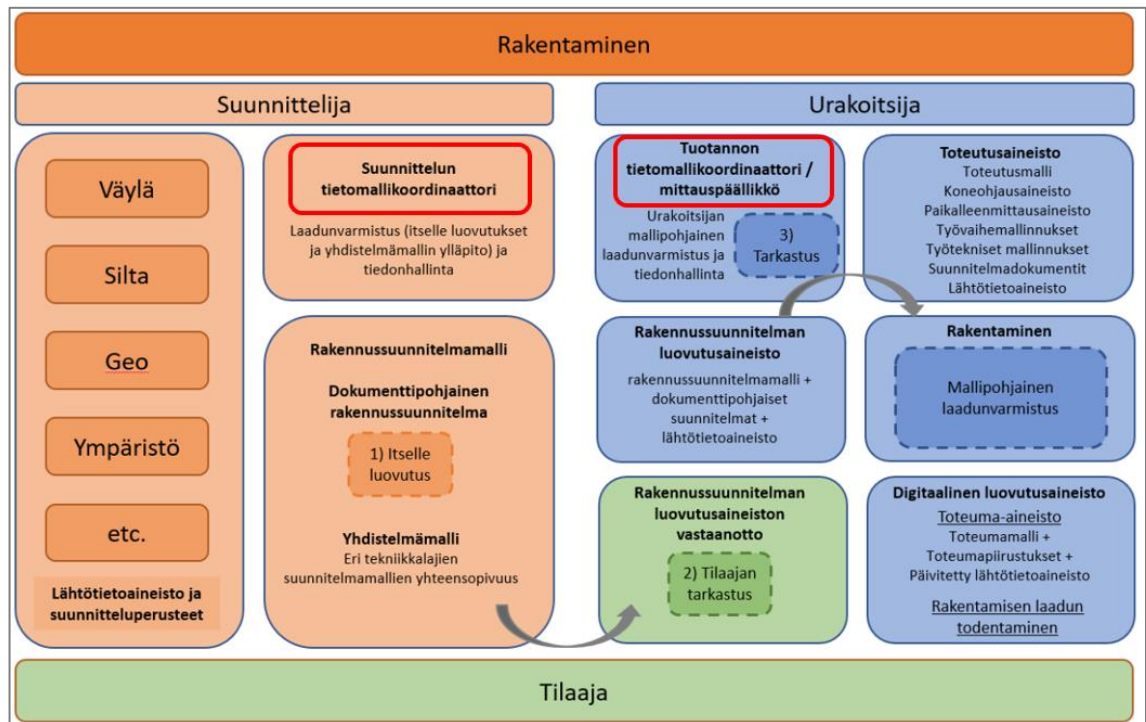 Rakentaminen
Suunnittelija
Väylä
Silta
Geo
Ympäristö
etc.
Lähtötietoaineisto ja
suunnitteluperusteet
Suunnittelun
tietomallikoordinaattori
Laadunvarmistus (itselle luovutukset
ja yhdistelmämallin ylläpito) ja
tiedonhallinta
Rakennussuunnitelmamalli
Dokumenttipohjainen
rakennussuunnitelma
1) Itselle
luovutus
Yhdistelmämalli
Eri tekniikkalajien
suunnitelmamallien yhteensopivuus
Urakoitsija
Tuotannon
tietomallikoordinaattori /
mittauspäällikkö
Urakoitsijan
mallipohjainen
laadunvarmistus ja
tiedonhallinta
3)
Tarkastus
Rakennussuunnitelman
luovutusaineisto
rakennussuunnitelmamalli +
dokumenttipohjaiset
suunnitelmat +
lähtötietoaineisto
Rakennussuunnitelman
luovutusaineiston
vastaanotto
2) Tilaajan
tarkastus
Toteutusaineisto
Toteutusmalli
Koneohjausaineisto
Paikalleenmittausaineisto
Työvaihemallinnukset
Työtekniset mallinnukset
Suunnitelmadokumentit
Lähtötietoaineisto
Rakentaminen
Mallipohjainen
laadunvarmistus
Digitaalinen luovutusaineisto
Toteuma-aineisto
Toteumamalli +
Toteumapiirustukset +
Päivitetty lähtötietoaineisto
Rakentamisen laadun
todentaminen
Tilaaja